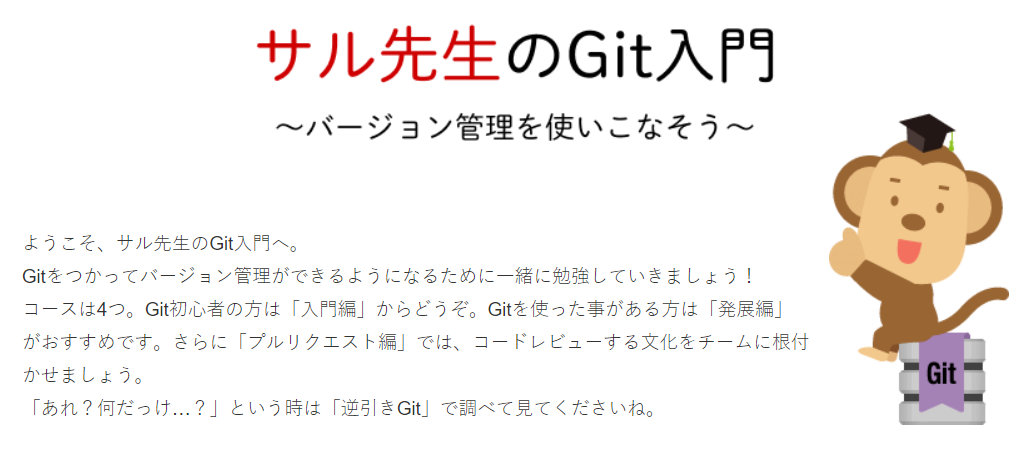 サル先生のGit入門
〜バージョン管理を使いこなそう〜
ようこそ、サル先生のGit入門へ。
Gitをつかってバージョン管理ができるようになるために一緒に勉強していきましょう！
コースは4つ。Git初心者の方は「入門編」からどうぞ。Gitを使った事がある方は「発展編」
がおすすめです。さらに「プルリクエスト編」では、コードレビューする文化をチームに根付
かせましょう。
「あれ？何だっけ…？」という時は「逆引きGit」で調べて見てくださいね。
Git